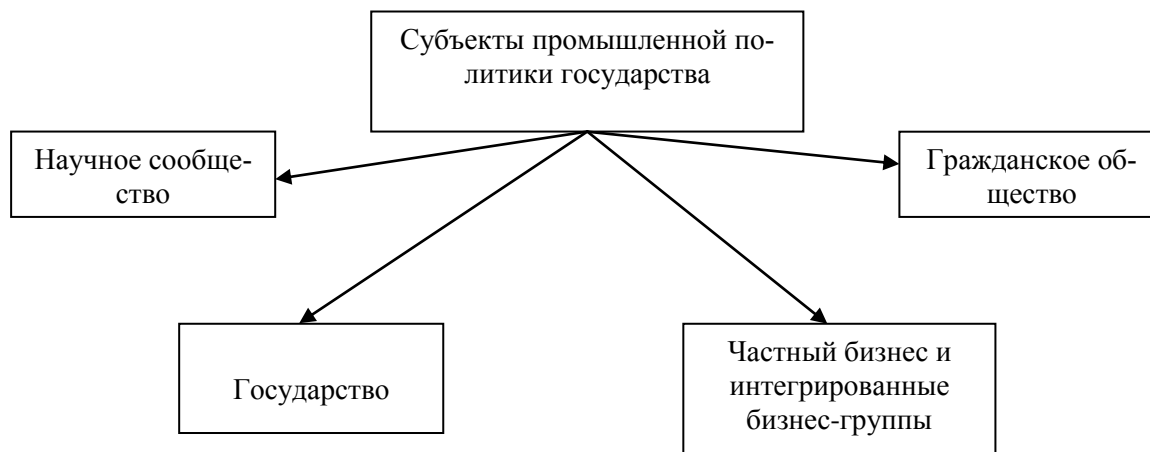 Субъекты промышленной по-
литики государства
Научное сообще-
ство
Гражданское об-
щество
Государство
Частный бизнес и
интегрированные
бизнес-группы